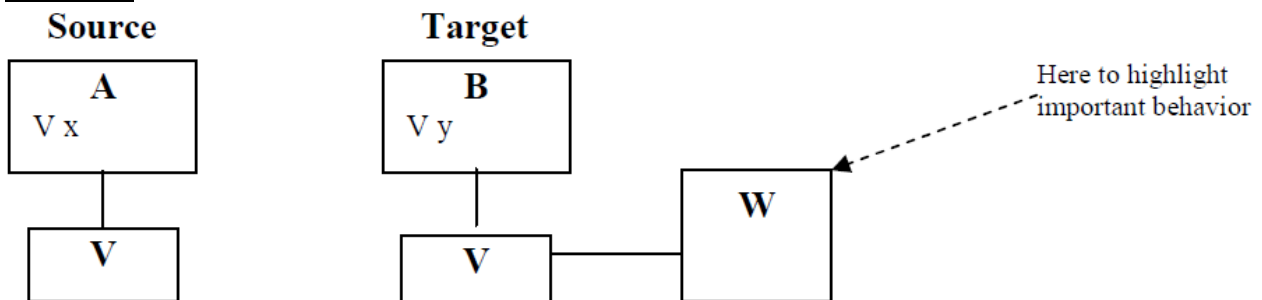 Source
Target
A
V x
B
V y
Here to highlight
important behavior
W
V
V